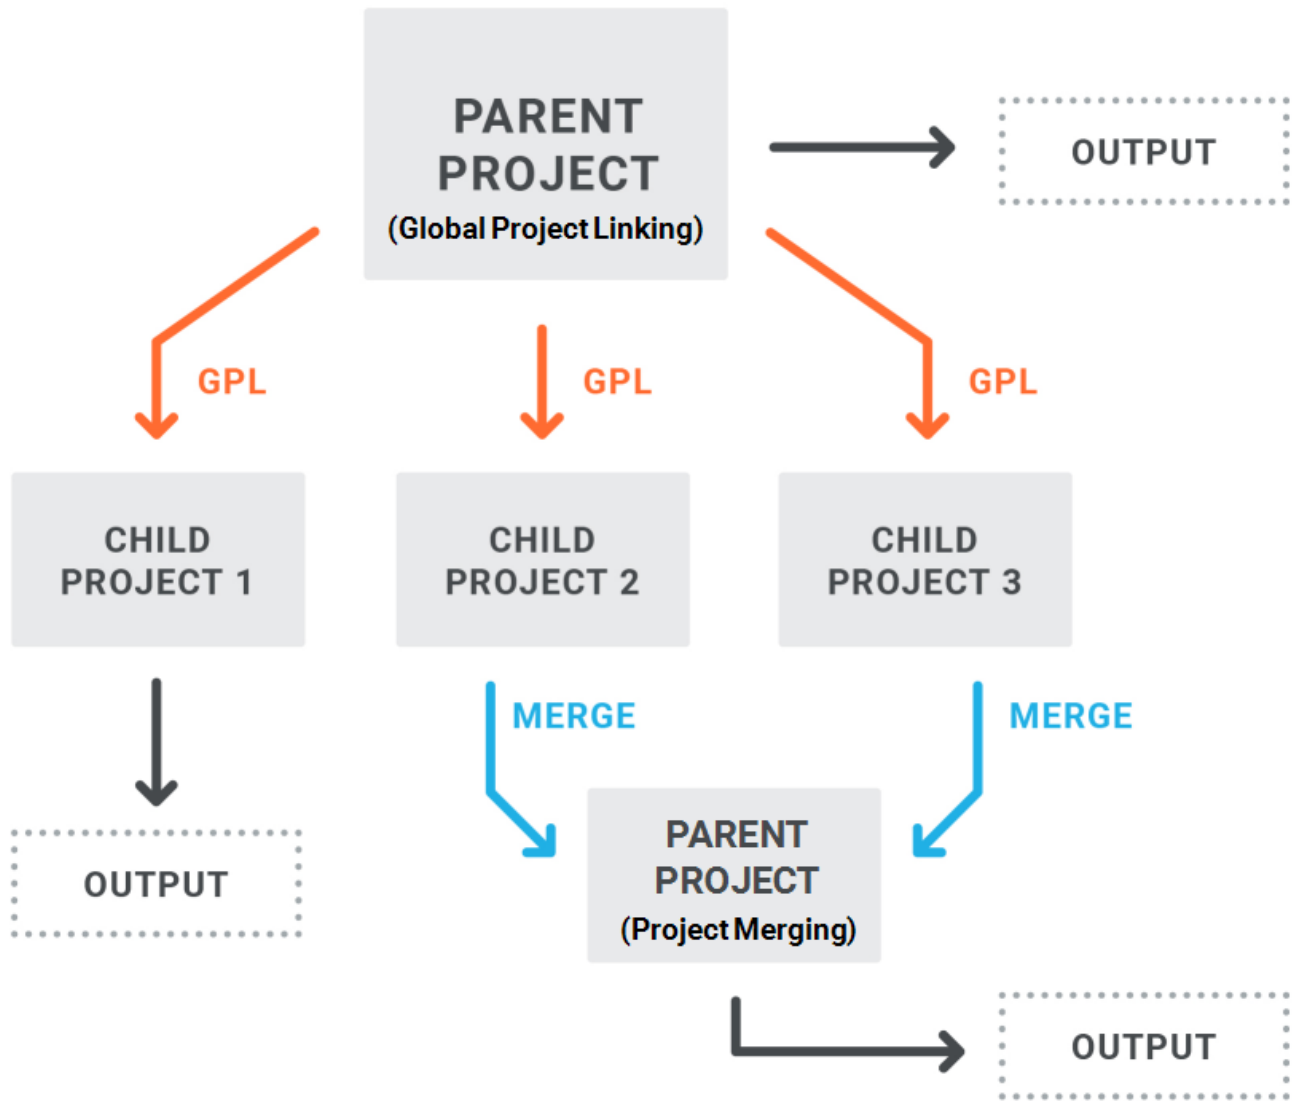 PARENT
PROJECT
(Global Project Linking)
OUTPUT
GPL
GPL
GPL
CHILD
PROJECT 1
CHILD
PROJECT 2
CHILD
PROJECT 3
MERGE
MERGE
OUTPUT
PARENT
PROJECT
(Project Merging)
OUTPUT